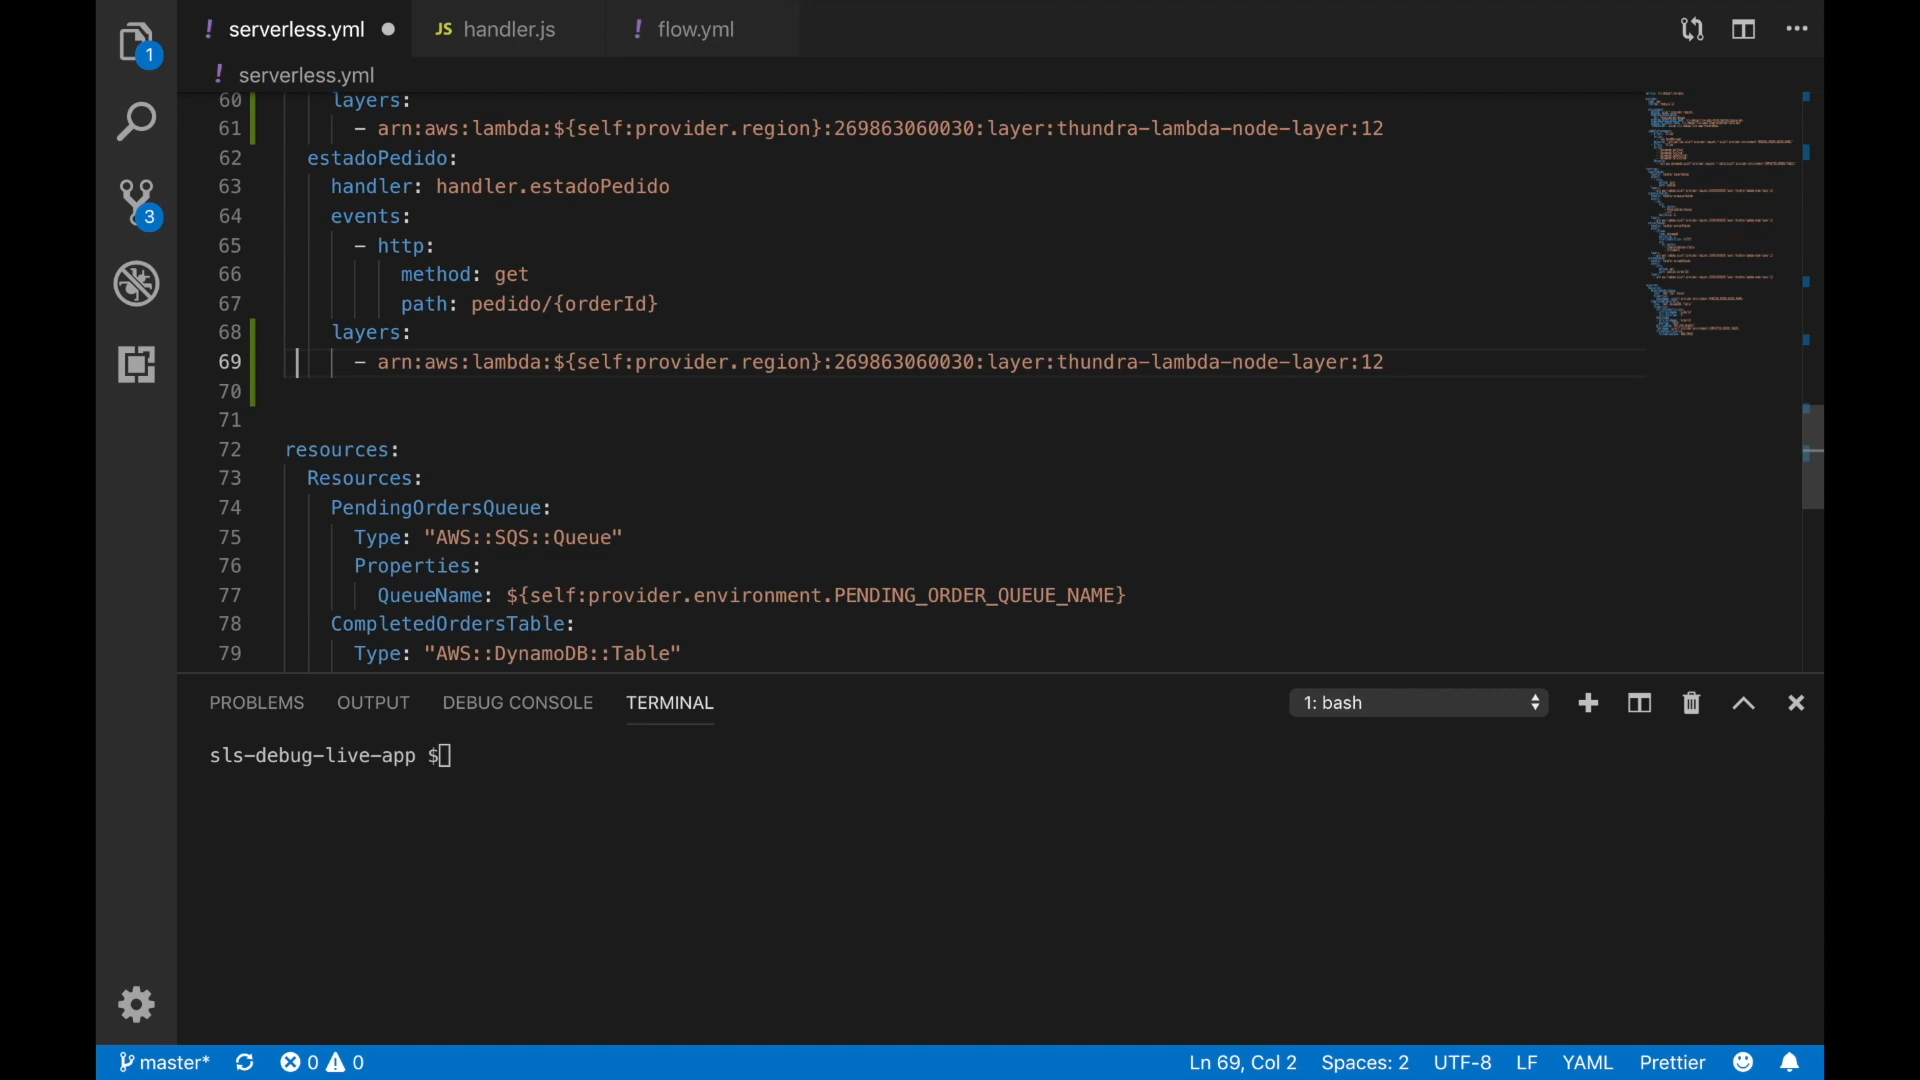 1
3
! serverless.yml
JS handler.js
! flow.yml
! serverless.yml
60 layers:
61 - arn:aws:lambda:${self:provider.region}:269863060030:layer:thundra-lambda-node-layer:12
62 estadoPedido:
63 handler: handler.estadoPedido
64 events:
65 - http:
66 method: get
67 path: pedido/{orderId}
68 layers:
69 - arn:aws:lambda:${self:provider.region}:269863060030:layer:thundra-lambda-node-layer:12
70
71
72 resources:
73 Resources:
74 PendingOrdersQueue:
75 Type: "AWS::SQS::Queue"
76 Properties:
77 QueueName: ${self:provider.environment.PENDING_ORDER_QUEUE_NAME}
78 CompletedOrdersTable:
79 Type: "AWS::DynamoDB::Table"
PROBLEMS OUTPUT DEBUG CONSOLE TERMINAL 1: bash
sls-debug-live-app $
master* 0 0 Ln 69, Col 2 Spaces: 2 UTF-8 LF YAML Prettier